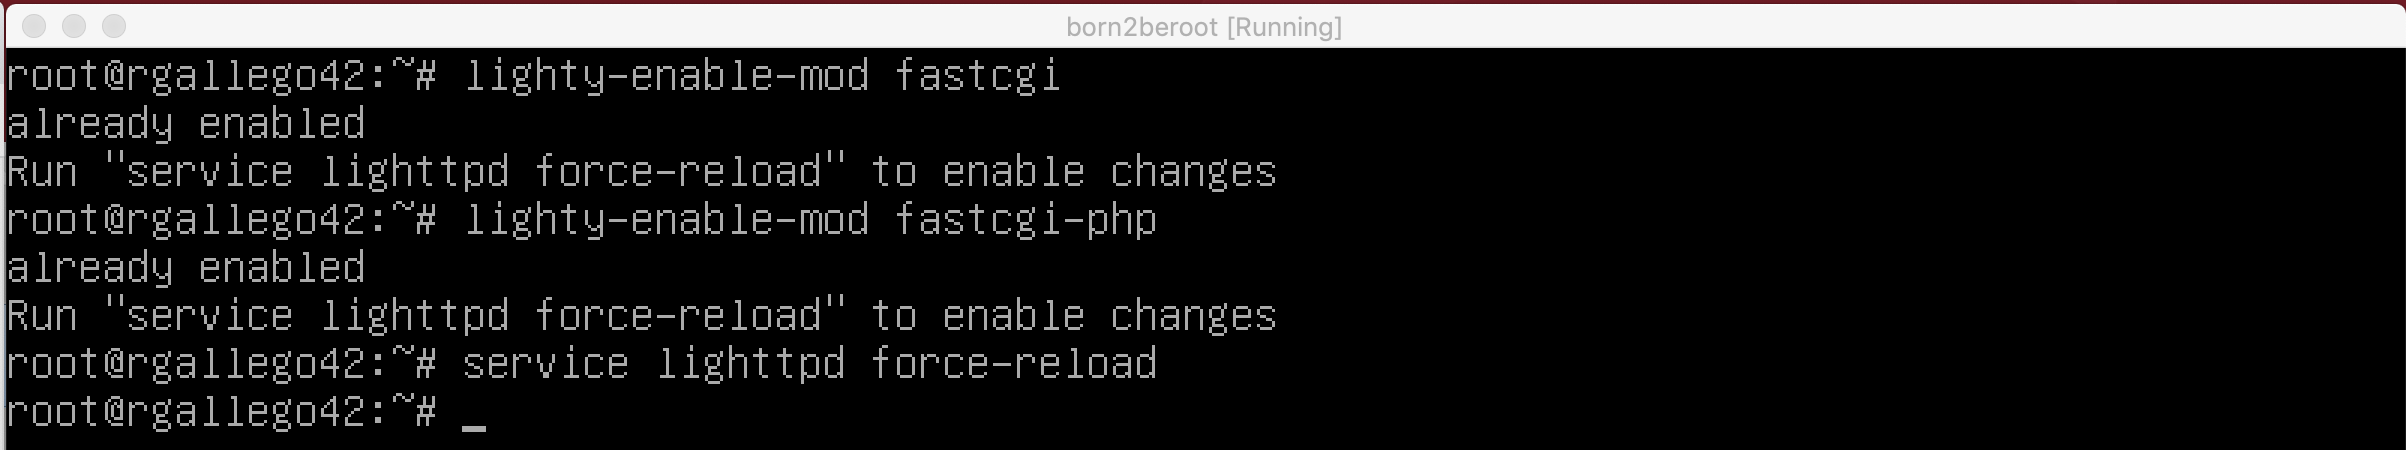 born2beroot [Running]
root@rgallego42:~# lighty-enable-mod fastcgi
already enabled
Run "service lighttpd force-reload" to enable changes
root@rgallego42:~# lighty-enable-mod fastcgi-php
already enabled
Run "service lighttpd force-reload" to enable changes
root@rgallego42:~# service lighttpd force-reload
root@rgallego42:~# _